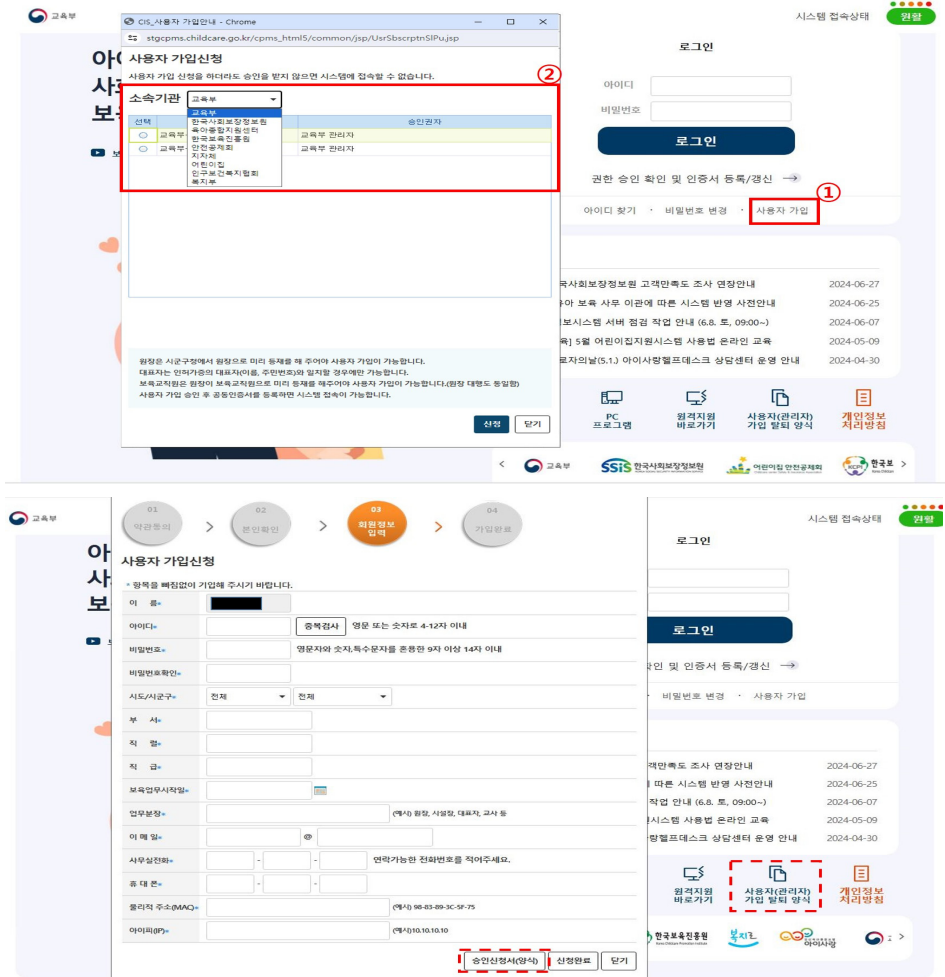 교육부
CIS_사용자 가입안내 - Chrome
stgcpms.childcare.go.kr/cpms_html5/common/jsp/UsrSbscrptnSlPu.jsp
사용자 가입신청
사용자 가입 신청을 하더라도 승인을 받지 않으면 시스템에 접속할 수 없습니다.
②
소속기관 교육부
선택 승인권자
교육부
한국사회보장정보원
육아종합지원센터
한국보육진흥원
안전공제회
지자체
어린이집
인구보건복지협회
복지부
교육부 교육부 관리자
교육부 교육부 관리자
원장은 시군구청에서 원장으로 미리 등재를 해 주어야 사용자 가입이 가능합니다.
대표자는 인허가증의 대표자(이름, 주민번호)와 일치할 경우에만 가능합니다.
보육교직원은 원장이 보육교직원으로 미리 등재를 해주어야 사용자 가입이 가능합니다.(원장 대행도 동일함)
사용자 가입 승인 후 공동인증서를 등록하면 시스템 접속이 가능합니다.
신청 닫기
시스템 접속상태 원활
로그인
아이디
비밀번호
로그인
권한 승인 확인 및 인증서 등록/갱신
①
아이디 찾기 · 비밀번호 변경 · 사용자 가입
국사회보장정보원 고객만족도 조사 연장안내 2024-06-27
아 보육 사무 이관에 따른 시스템 반영 사전안내 2024-06-25
보시스템 서버 점검 작업 안내 (6.8. 토, 09:00~) 2024-06-07
육] 5월 어린이집지원시스템 사용법 온라인 교육 2024-05-09
로자의날(5.1.) 아이사랑헬프데스크 상담센터 운영 안내 2024-04-30
PC 프로그램
원격지원 바로가기
사용자(관리자) 가입 탈퇴 양식
개인정보 처리방침
교육부 SSiS 한국사회보장정보원 어린이집 안전공제회 KCPI 한국보
아
사
보
교육부
01 약관동의
02 본인확인
03 회원정보 입력
04 가입완료
사용자 가입신청
* 항목을 빠짐없이 기입해 주시기 바랍니다.
이 름*
아이디* 중복검사 영문 또는 숫자로 4-12자 이내
비밀번호* 영문자와 숫자,특수문자를 혼용한 9자 이상 14자 이내
비밀번호확인*
시도/시군구* 전체 전체
부 서*
직 렬*
직 급*
보육업무시작일*
업무분장* (예시) 원장, 시설장, 대표자, 교사 등
이 메 일* @
사무실전화* - - 연락가능한 전화번호를 적어주세요.
휴 대 폰* - -
물리적 주소(MAC)* (예시) 98-83-89-3C-5F-75
아이피(IP)* (예시)10.10.10.10
승인신청서(양식) 신청완료 닫기
시스템 접속상태 원활
로그인
로그인
확인 및 인증서 등록/갱신
· 비밀번호 변경 · 사용자 가입
객만족도 조사 연장안내 2024-06-27
따른 시스템 반영 사전안내 2024-06-25
작업 안내 (6.8. 토, 09:00~) 2024-06-07
시스템 사용법 온라인 교육 2024-05-09
랑헬프데스크 상담센터 운영 안내 2024-04-30
원격지원 바로가기
사용자(관리자) 가입 탈퇴 양식
개인정보 처리방침
한국보육진흥원 복지로 아이사랑